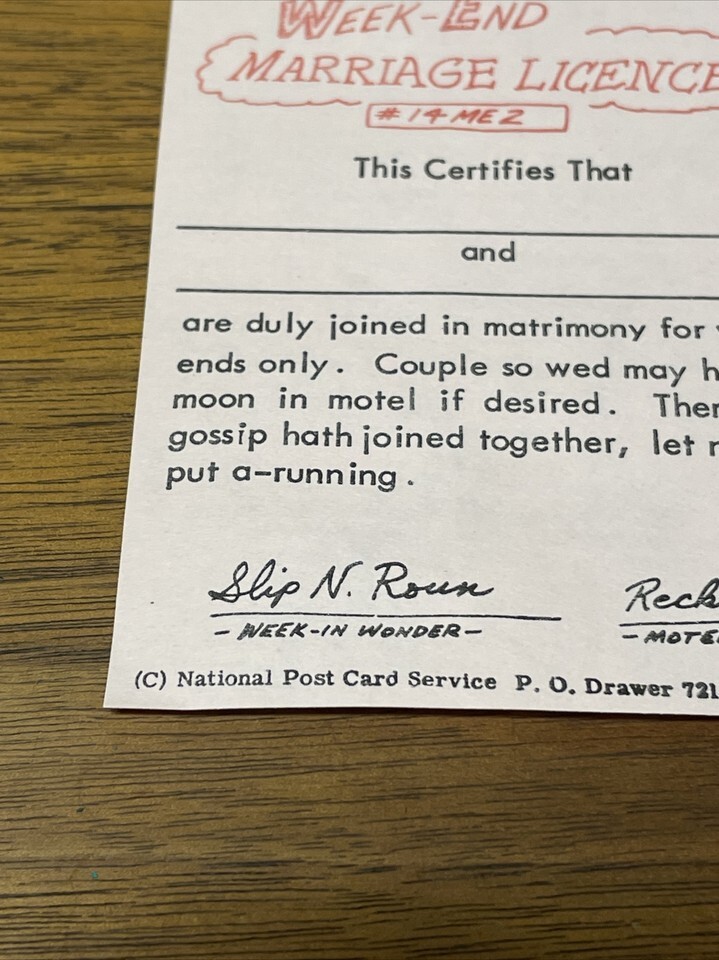 WEEK-END
MARRIAGE LICENCE
#14ME2
This Certifies That
and
are duly joined in matrimony for
ends only. Couple so wed may
moon in motel if desired.
gossip hath joined together, let
put a-running.
Slip N. Roun
-WEEK-IN WONDER-
(C) National Post Card Service P. O. Drawer 721